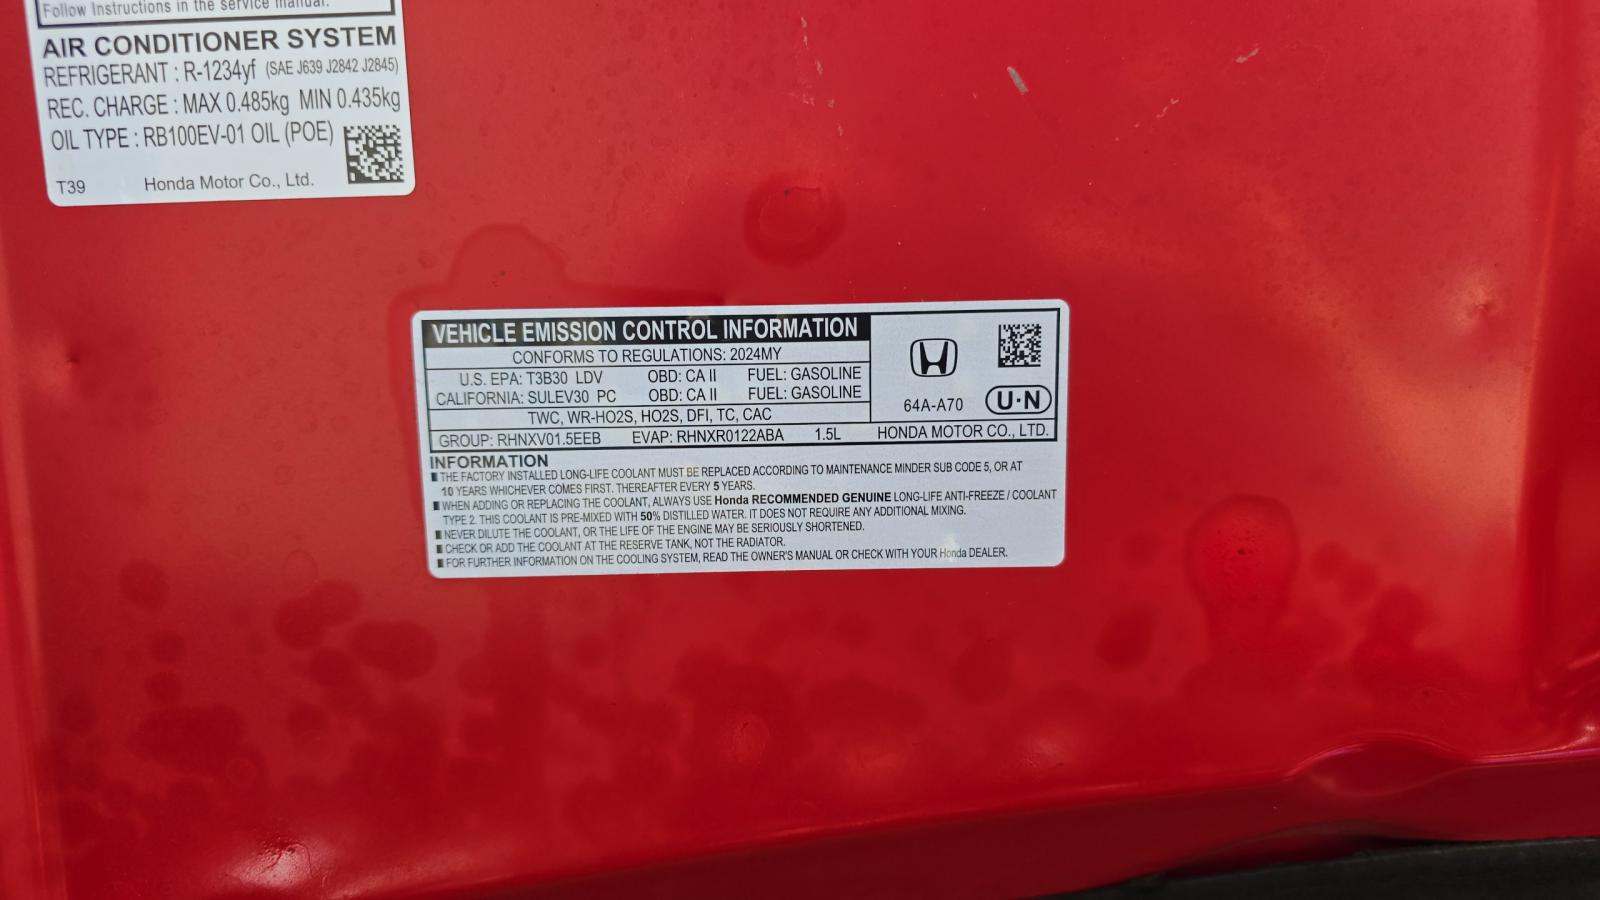 Follow Instructions in the service manual.
AIR CONDITIONER SYSTEM
REFRIGERANT : R-1234yf (SAE J639 J2842 J2845)
REC. CHARGE : MAX 0.485kg MIN 0.435kg
OIL TYPE : RB100EV-01 OIL (POE)
T39 Honda Motor Co., Ltd.
VEHICLE EMISSION CONTROL INFORMATION
CONFORMS TO REGULATIONS: 2024MY
U.S. EPA: T3B30 LDV OBD: CA II FUEL: GASOLINE
CALIFORNIA: SULEV30 PC OBD: CA II FUEL: GASOLINE
TWC, WR-HO2S, HO2S, DFI, TC, CAC
64A-A70 U·N
GROUP: RHNXV01.5EEB EVAP: RHNXR0122ABA 1.5L HONDA MOTOR CO., LTD.
INFORMATION
■ THE FACTORY INSTALLED LONG-LIFE COOLANT MUST BE REPLACED ACCORDING TO MAINTENANCE MINDER SUB CODE 5, OR AT
10 YEARS WHICHEVER COMES FIRST. THEREAFTER EVERY 5 YEARS.
■ WHEN ADDING OR REPLACING THE COOLANT, ALWAYS USE Honda RECOMMENDED GENUINE LONG-LIFE ANTI-FREEZE / COOLANT
TYPE 2. THIS COOLANT IS PRE-MIXED WITH 50% DISTILLED WATER. IT DOES NOT REQUIRE ANY ADDITIONAL MIXING.
■ NEVER DILUTE THE COOLANT, OR THE LIFE OF THE ENGINE MAY BE SERIOUSLY SHORTENED.
■ CHECK OR ADD THE COOLANT AT THE RESERVE TANK, NOT THE RADIATOR.
■ FOR FURTHER INFORMATION ON THE COOLING SYSTEM, READ THE OWNER'S MANUAL OR CHECK WITH YOUR Honda DEALER.